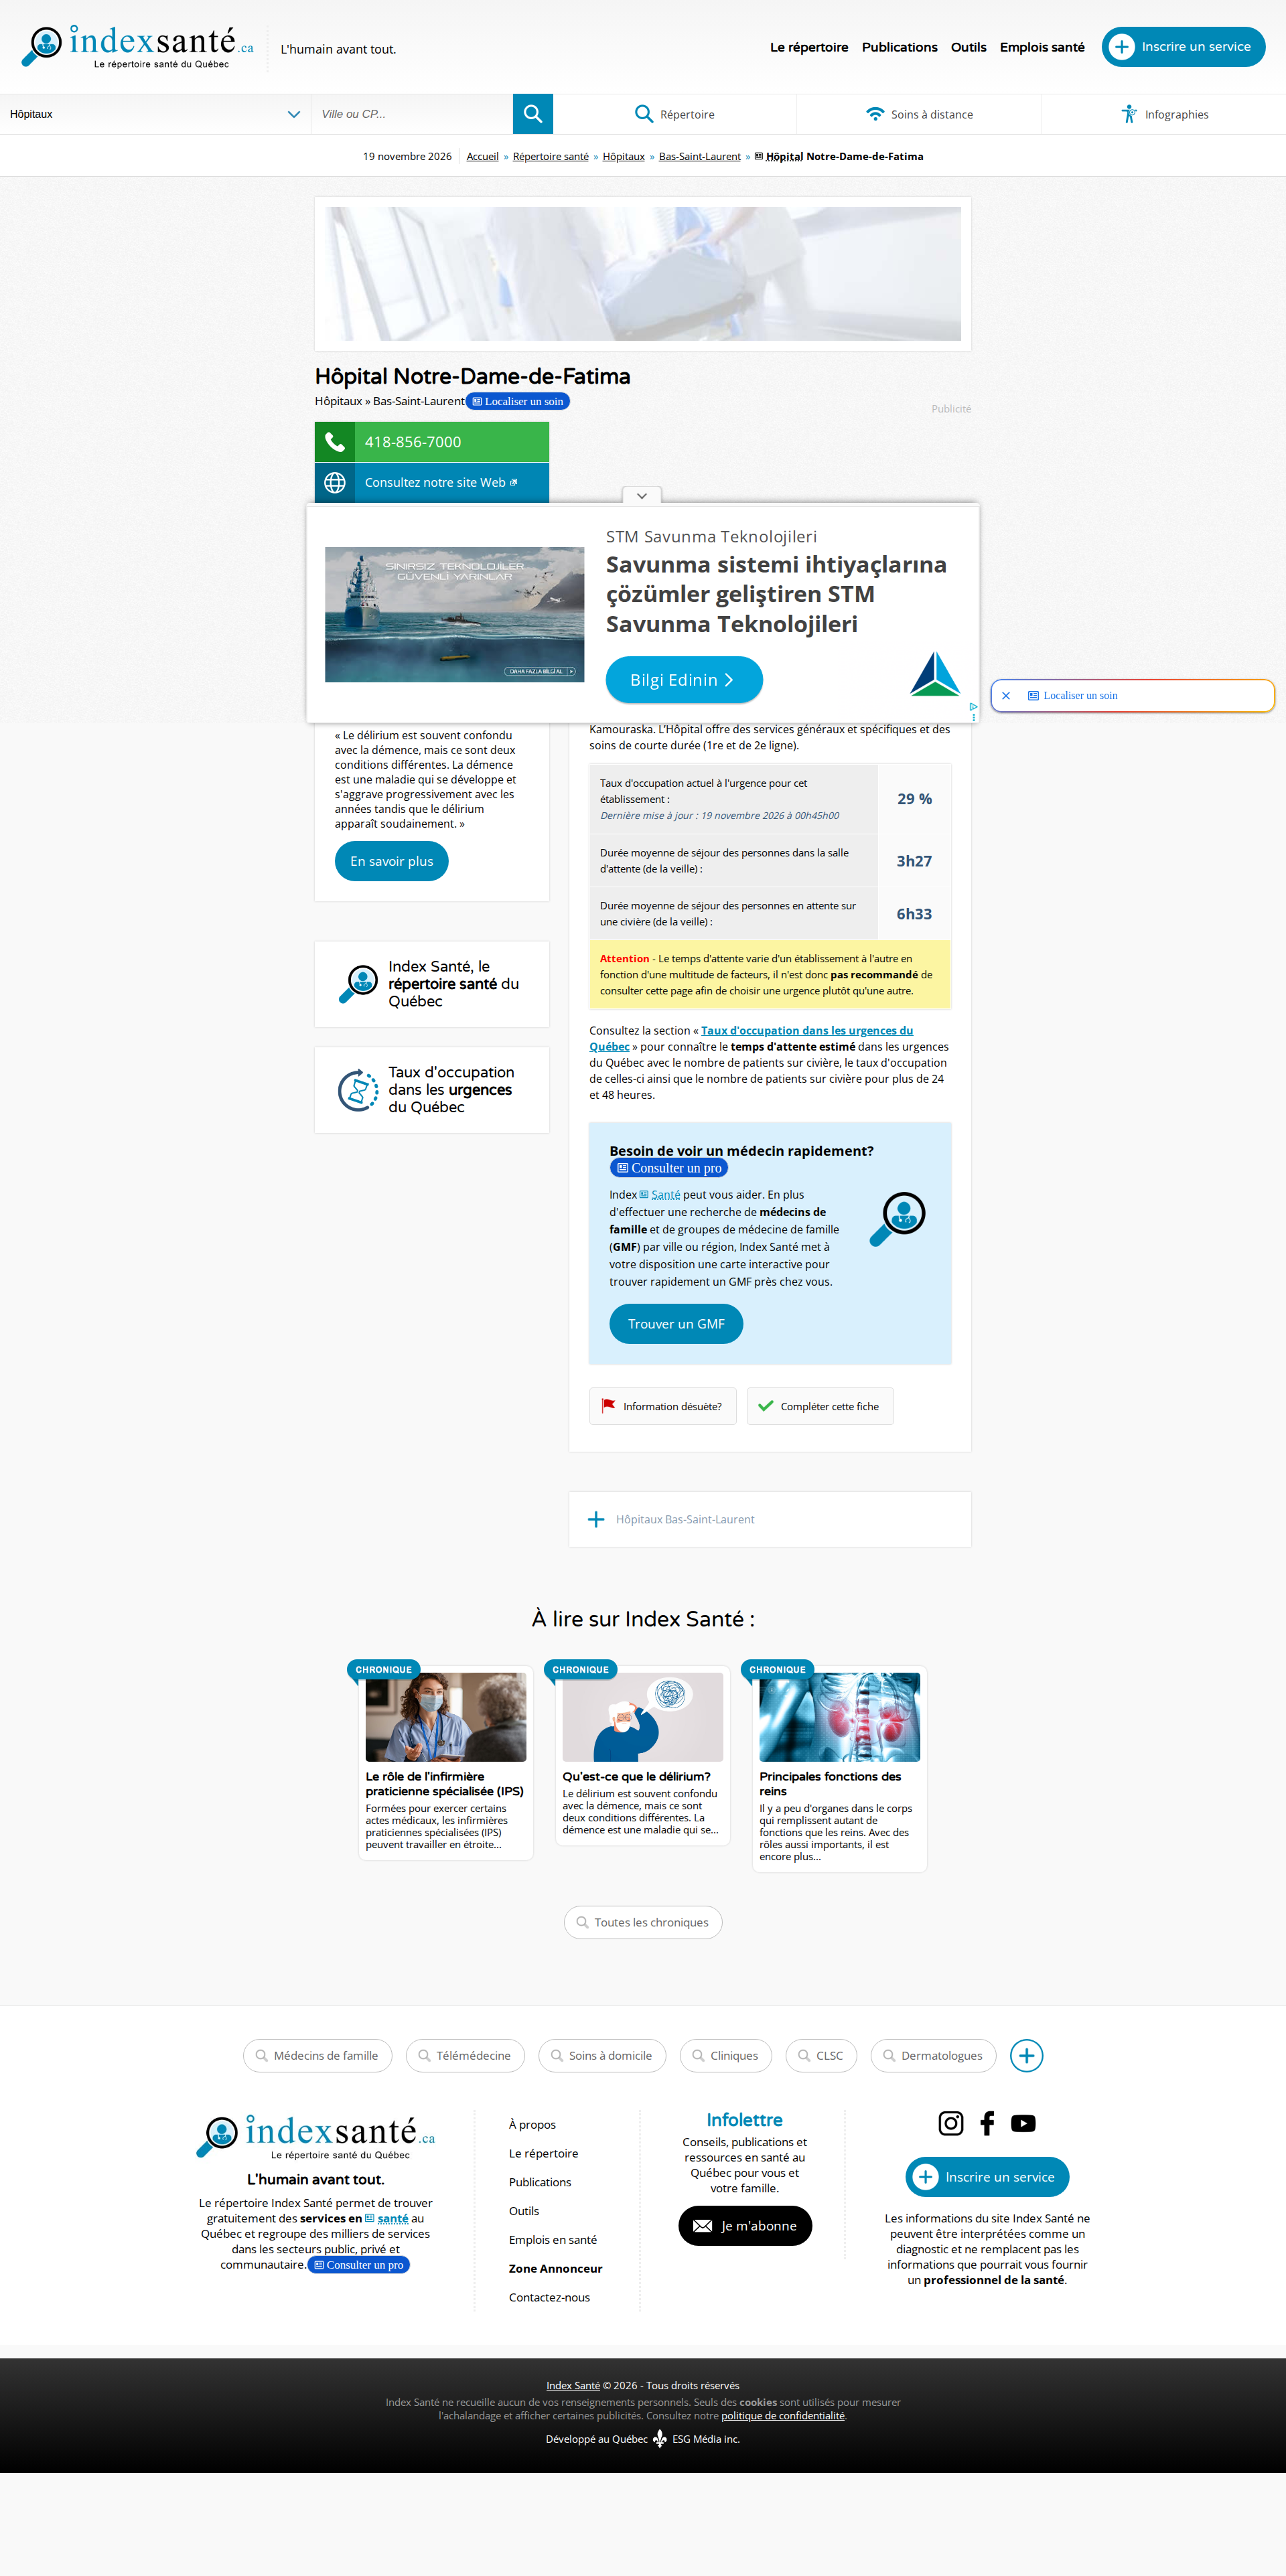 indexsanté.ca
Le répertoire santé du Québec
L'humain avant tout.
Le répertoire
Publications
Outils
Emplois santé
Inscrire un service
Hôpitaux
Ville ou CP...
Répertoire
Soins à distance
Infographies
19 novembre 2026
Accueil » Répertoire santé » Hôpitaux » Bas-Saint-Laurent » Hôpital Notre-Dame-de-Fatima
Hôpital Notre-Dame-de-Fatima
Hôpitaux » Bas-Saint-Laurent Localiser un soin
Publicité
418-856-7000
Consultez notre site Web
SINIRSIZ TEKNOLOJİLER
GÜVENLİ YARINLAR
DAHA FAZLA BİLGİ AL
STM Savunma Teknolojileri
Savunma sistemi ihtiyaçlarına
çözümler geliştiren STM
Savunma Teknolojileri
Bilgi Edinin
Localiser un soin
« Le délirium est souvent confondu
avec la démence, mais ce sont deux
conditions différentes. La démence
est une maladie qui se développe et
s'aggrave progressivement avec les
années tandis que le délirium
apparaît soudainement. »
En savoir plus
Index Santé, le
répertoire santé du
Québec
Taux d'occupation
dans les urgences
du Québec
Kamouraska. L'Hôpital offre des services généraux et spécifiques et des
soins de courte durée (1re et de 2e ligne).
Taux d'occupation actuel à l'urgence pour cet
établissement :
Dernière mise à jour : 19 novembre 2026 à 00h45h00
29 %
Durée moyenne de séjour des personnes dans la salle
d'attente (de la veille) :
3h27
Durée moyenne de séjour des personnes en attente sur
une civière (de la veille) :
6h33
Attention - Le temps d'attente varie d'un établissement à l'autre en
fonction d'une multitude de facteurs, il n'est donc pas recommandé de
consulter cette page afin de choisir une urgence plutôt qu'une autre.
Consultez la section « Taux d'occupation dans les urgences du
Québec » pour connaître le temps d'attente estimé dans les urgences
du Québec avec le nombre de patients sur civière, le taux d'occupation
de celles-ci ainsi que le nombre de patients sur civière pour plus de 24
et 48 heures.
Besoin de voir un médecin rapidement?
Consulter un pro
Index Santé peut vous aider. En plus
d'effectuer une recherche de médecins de
famille et de groupes de médecine de famille
(GMF) par ville ou région, Index Santé met à
votre disposition une carte interactive pour
trouver rapidement un GMF près chez vous.
Trouver un GMF
Information désuète?
Compléter cette fiche
Hôpitaux Bas-Saint-Laurent
À lire sur Index Santé :
CHRONIQUE
Le rôle de l'infirmière
praticienne spécialisée (IPS)
Formées pour exercer certains
actes médicaux, les infirmières
praticiennes spécialisées (IPS)
peuvent travailler en étroite...
CHRONIQUE
Qu'est-ce que le délirium?
Le délirium est souvent confondu
avec la démence, mais ce sont
deux conditions différentes. La
démence est une maladie qui se...
CHRONIQUE
Principales fonctions des
reins
Il y a peu d'organes dans le corps
qui remplissent autant de
fonctions que les reins. Avec des
rôles aussi importants, il est
encore plus...
Toutes les chroniques
Médecins de famille
Télémédecine
Soins à domicile
Cliniques
CLSC
Dermatologues
indexsanté.ca
Le répertoire santé du Québec
L'humain avant tout.
Le répertoire Index Santé permet de trouver
gratuitement des services en santé au
Québec et regroupe des milliers de services
dans les secteurs public, privé et
communautaire. Consulter un pro
À propos
Le répertoire
Publications
Outils
Emplois en santé
Zone Annonceur
Contactez-nous
Infolettre
Conseils, publications et
ressources en santé au
Québec pour vous et
votre famille.
Je m'abonne
Inscrire un service
Les informations du site Index Santé ne
peuvent être interprétées comme un
diagnostic et ne remplacent pas les
informations que pourrait vous fournir
un professionnel de la santé.
Index Santé © 2026 - Tous droits réservés
Index Santé ne recueille aucun de vos renseignements personnels. Seuls des cookies sont utilisés pour mesurer
l'achalandage et afficher certaines publicités. Consultez notre politique de confidentialité.
Développé au Québec ESG Média inc.